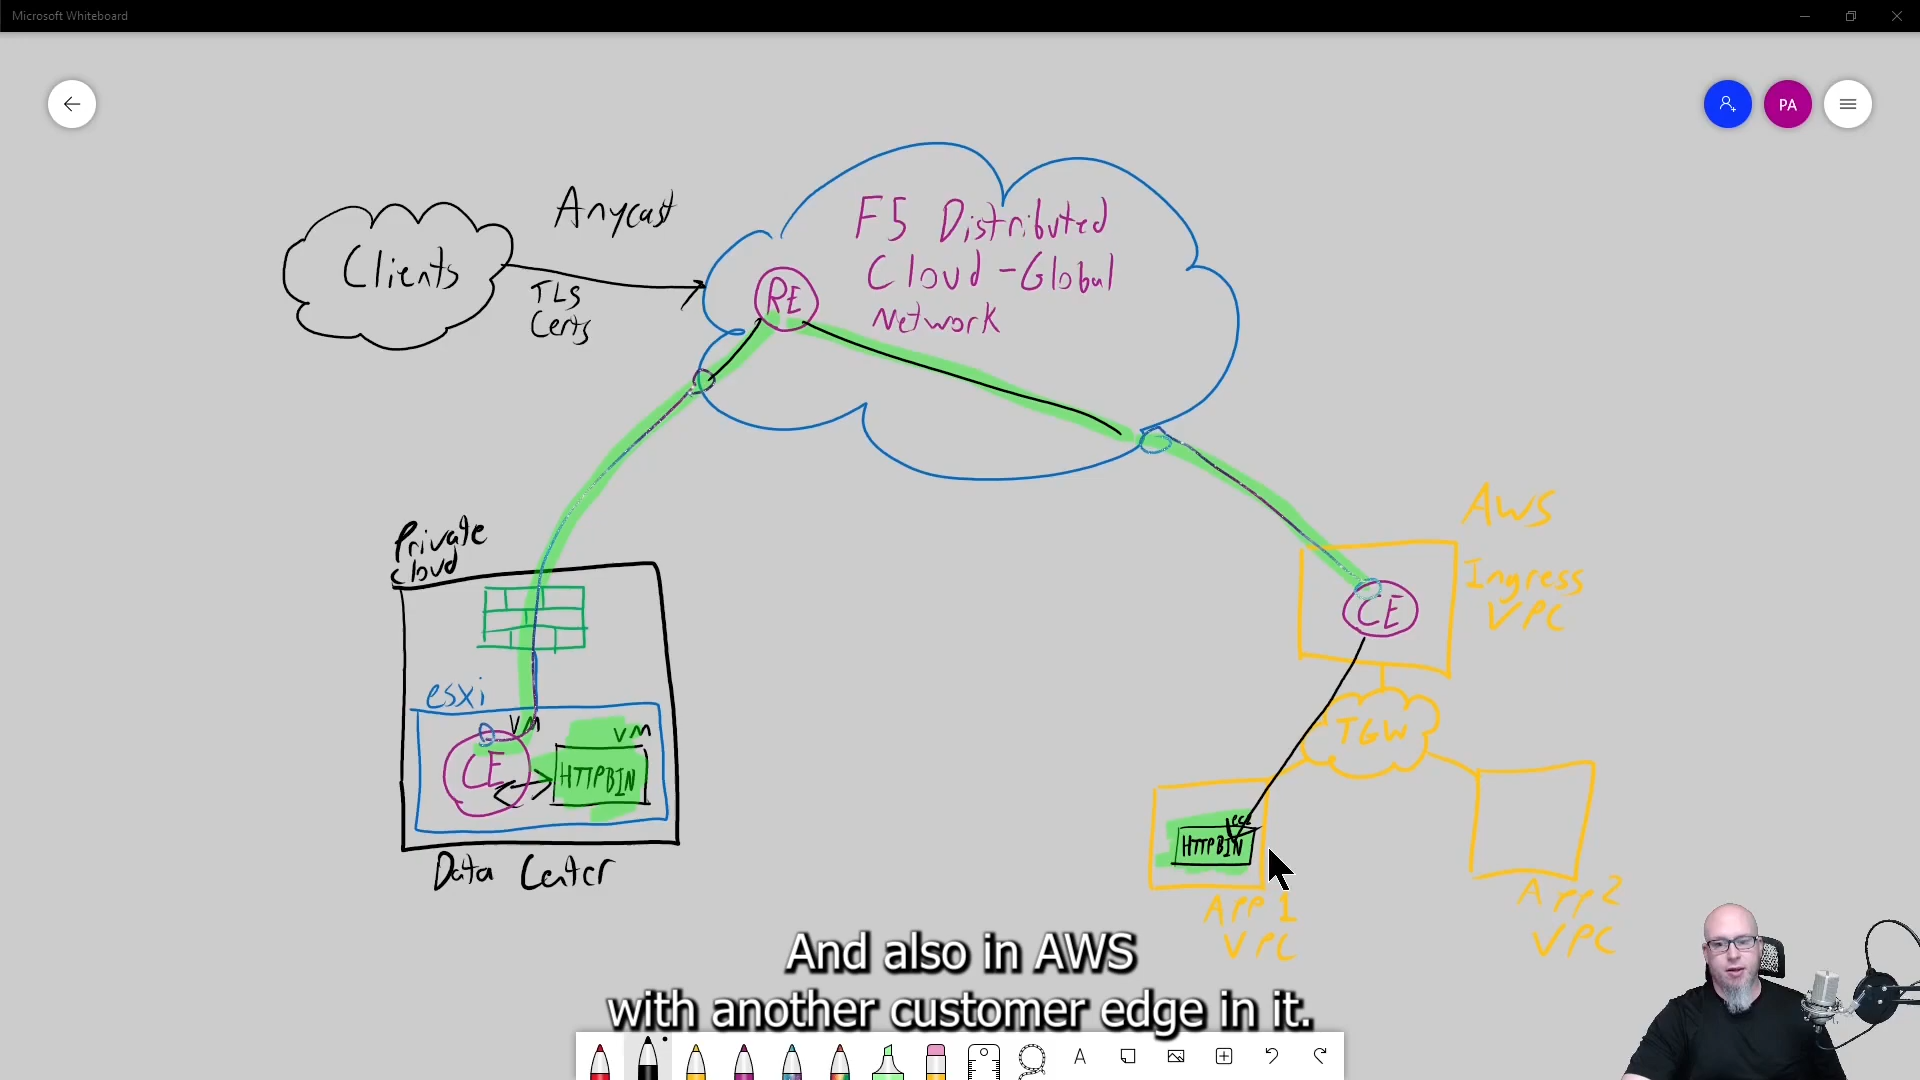 Microsoft Whiteboard
PA
Anycast
Clients
TLS
Certs
F5 Distributed
Cloud - Global
Network
RE
Private
Cloud
esxi
VM
VM
CE
HTTPBIN
Data Center
AWS
Ingress
VPC
CE
TGW
HTTPBIN
APP 1
VPC
APP 2
VPC
And also in AWS
with another customer edge in it.
A